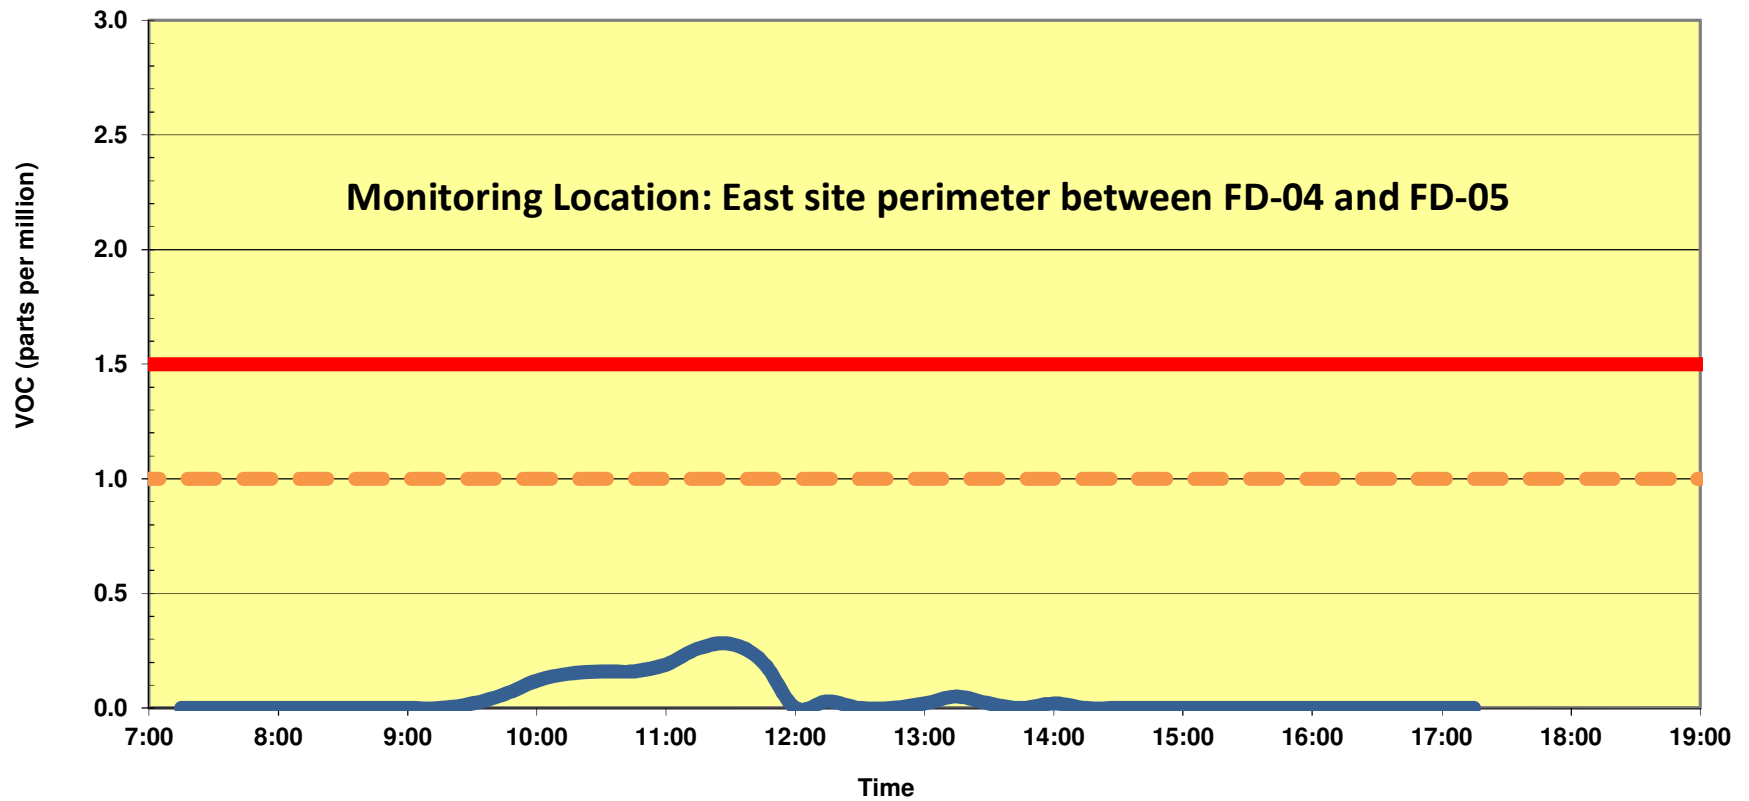 3.0
2.5
2.0
1.5
1.0
0.5
0.0
VOC (parts per million)
Monitoring Location: East site perimeter between FD-04 and FD-05
7:00 8:00 9:00 10:00 11:00 12:00 13:00 14:00 15:00 16:00 17:00 18:00 19:00
Time